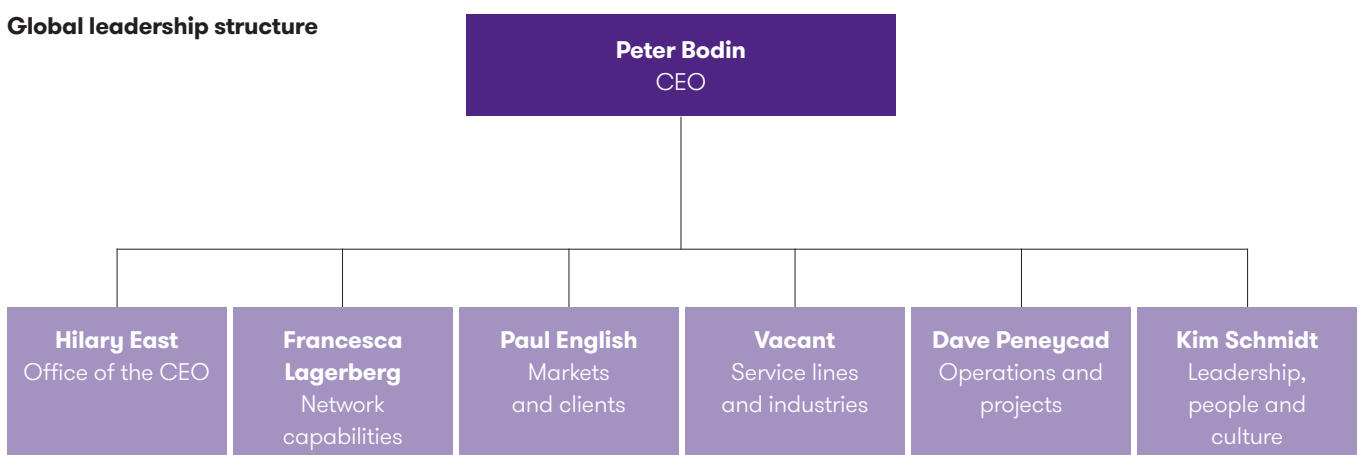 Global leadership structure
Peter Bodin
CEO
Hilary East
Office of the CEO
Francesca
Lagerberg
Network
capabilities
Paul English
Markets
and clients
Vacant
Service lines
and industries
Dave Peneycad
Operations and
projects
Kim Schmidt
Leadership,
people and
culture